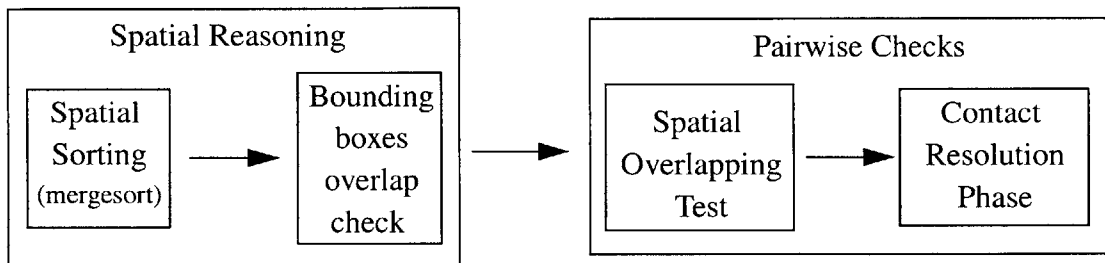 Spatial Reasoning
Spatial
Sorting
(mergesort)
Bounding
boxes
overlap
check
Pairwise Checks
Spatial
Overlapping
Test
Contact
Resolution
Phase